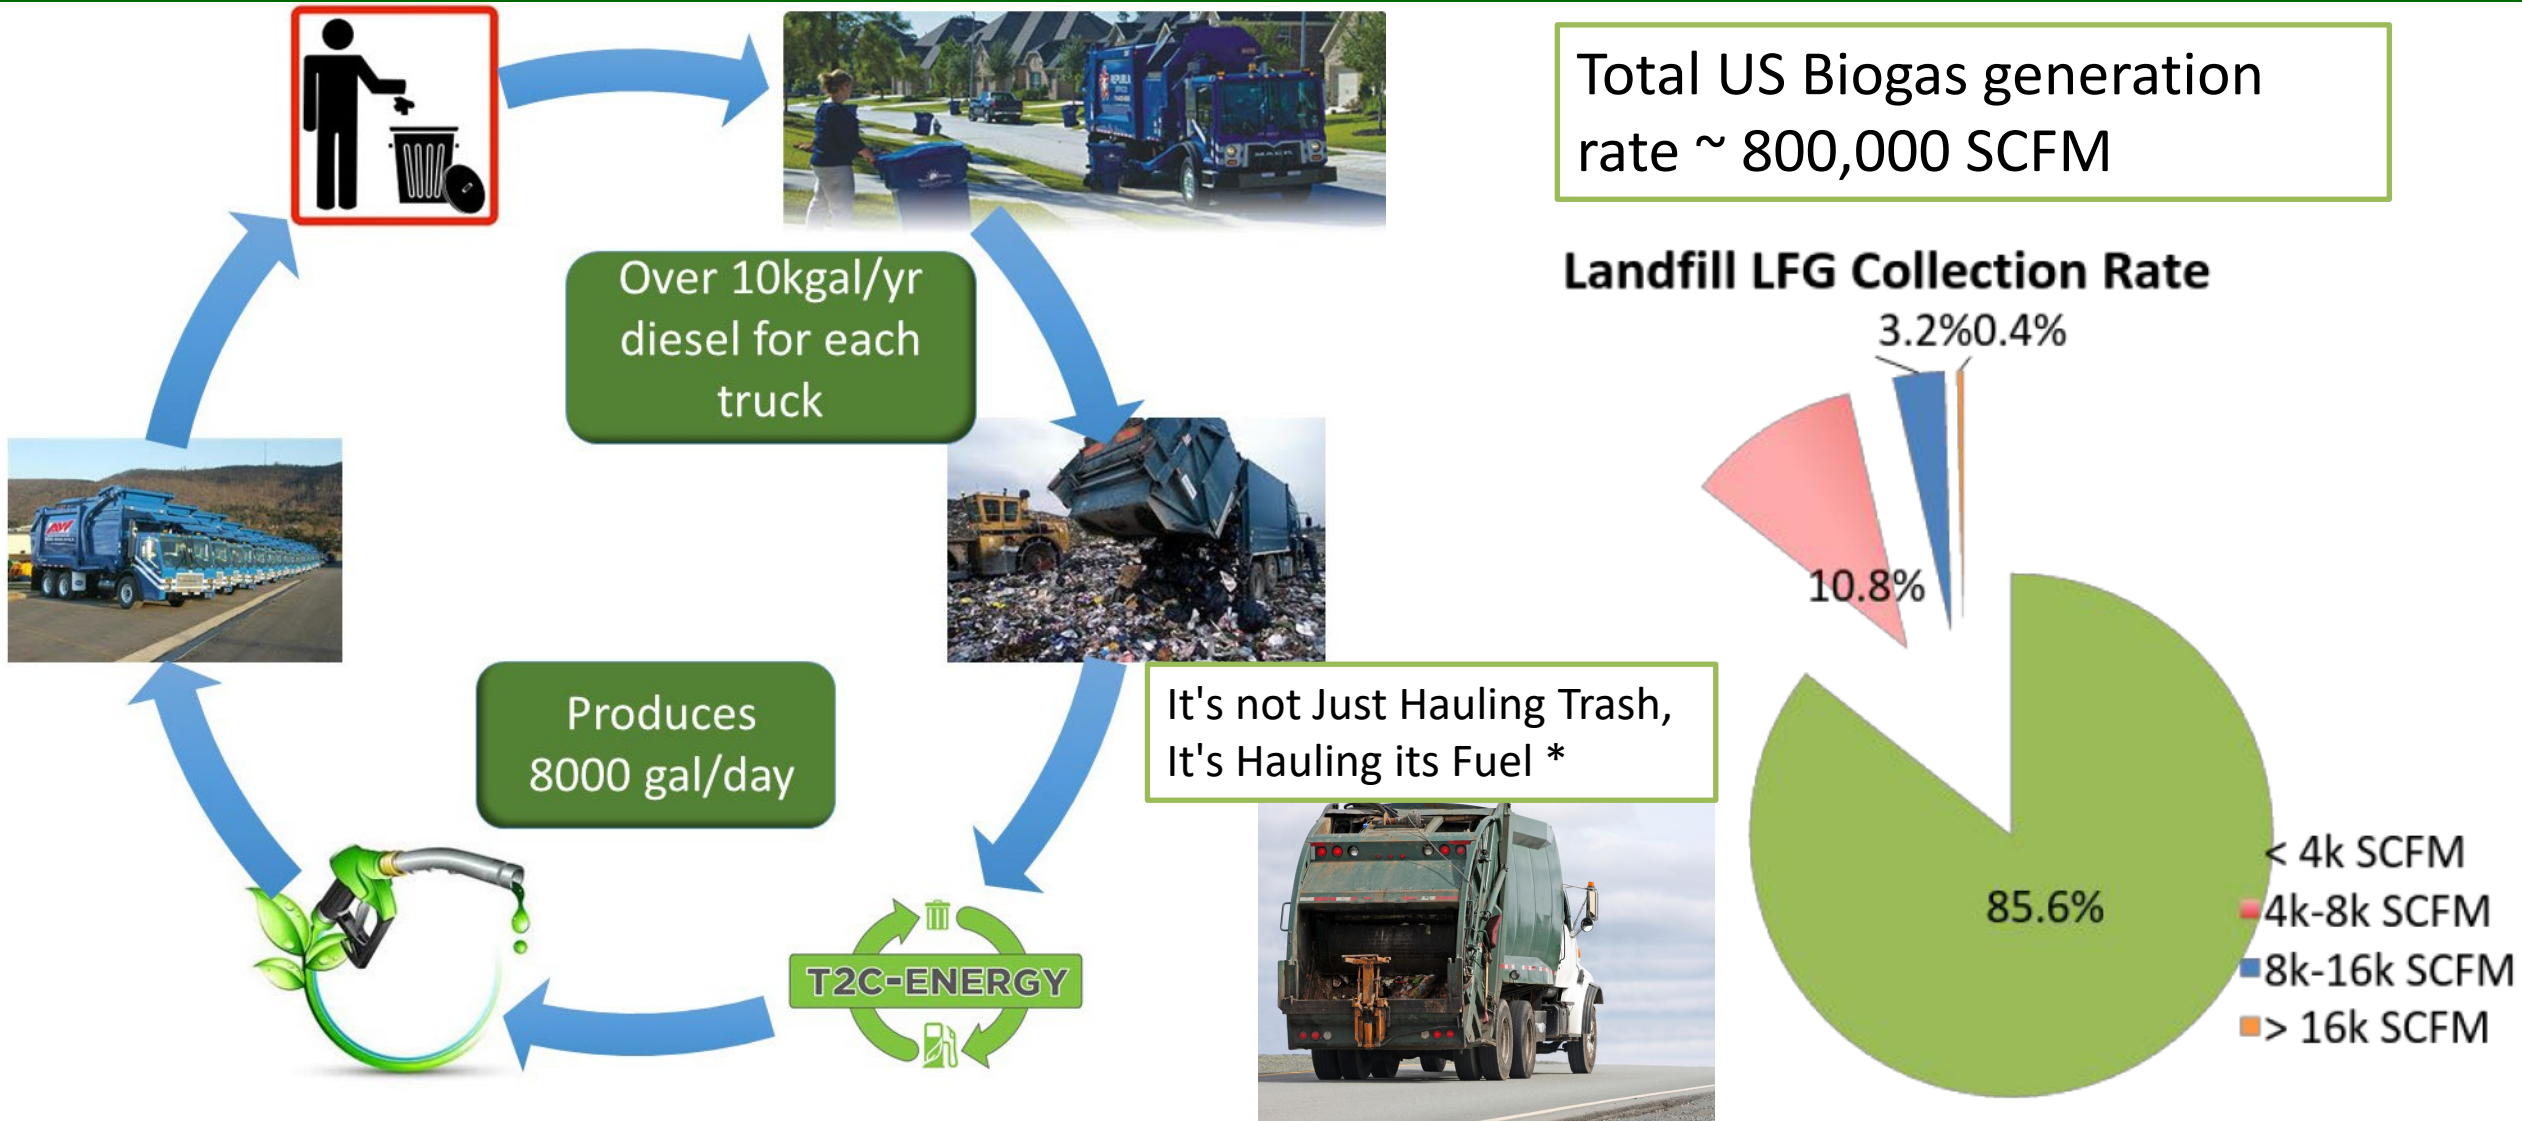 Total US Biogas generation
rate ~ 800,000 SCFM
Over 10kgal/yr
diesel for each
truck
Produces
8000 gal/day
It's not Just Hauling Trash,
It's Hauling its Fuel *
T2C-ENERGY
MACK
Landfill LFG Collection Rate
3.2%
0.4%
10.8%
85.6%
< 4k SCFM
4k-8k SCFM
8k-16k SCFM
> 16k SCFM